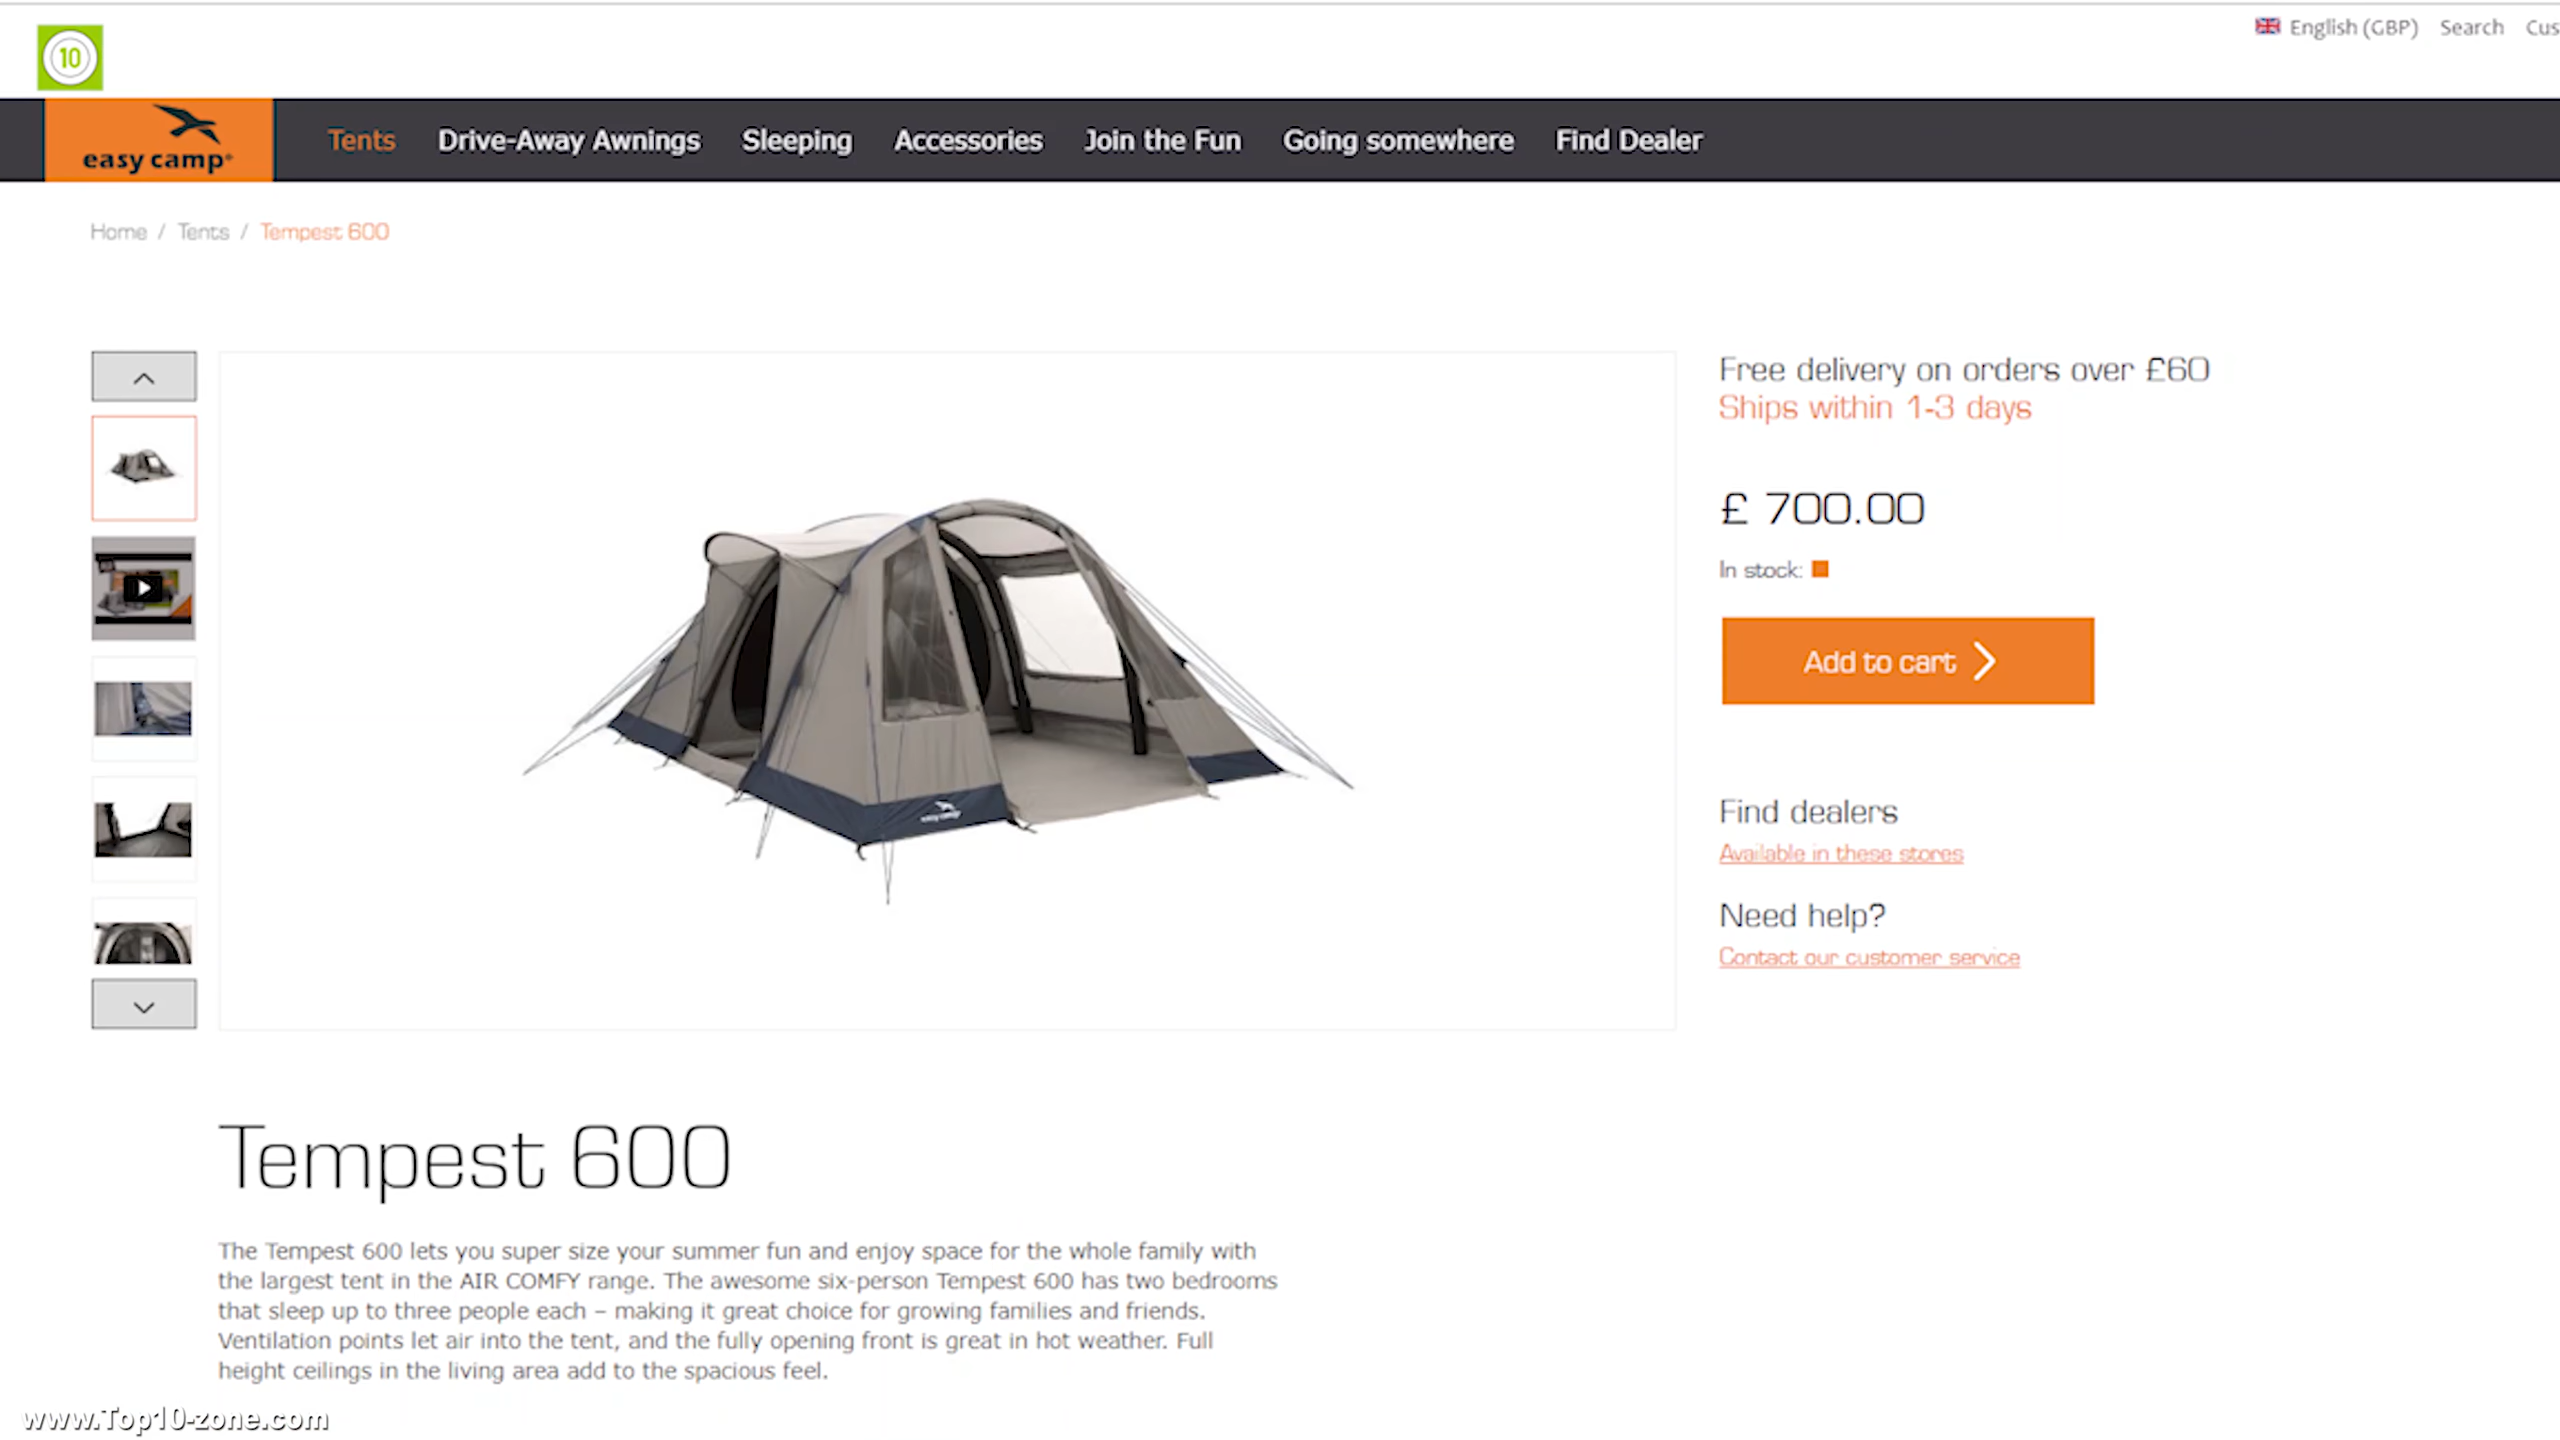 English (GBP) Search Cus
10
easy camp®
Tents Drive-Away Awnings Sleeping Accessories Join the Fun Going somewhere Find Dealer
Home / Tents / Tempest 600
Free delivery on orders over £60
Ships within 1-3 days
£ 700.00
In stock:
Add to cart
easy camp
Find dealers
Available in these stores
Need help?
Contact our customer service
Tempest 600
The Tempest 600 lets you super size your summer fun and enjoy space for the whole family with
the largest tent in the AIR COMFY range. The awesome six-person Tempest 600 has two bedrooms
that sleep up to three people each – making it great choice for growing families and friends.
Ventilation points let air into the tent, and the fully opening front is great in hot weather. Full
height ceilings in the living area add to the spacious feel.
www.Top10-zone.com